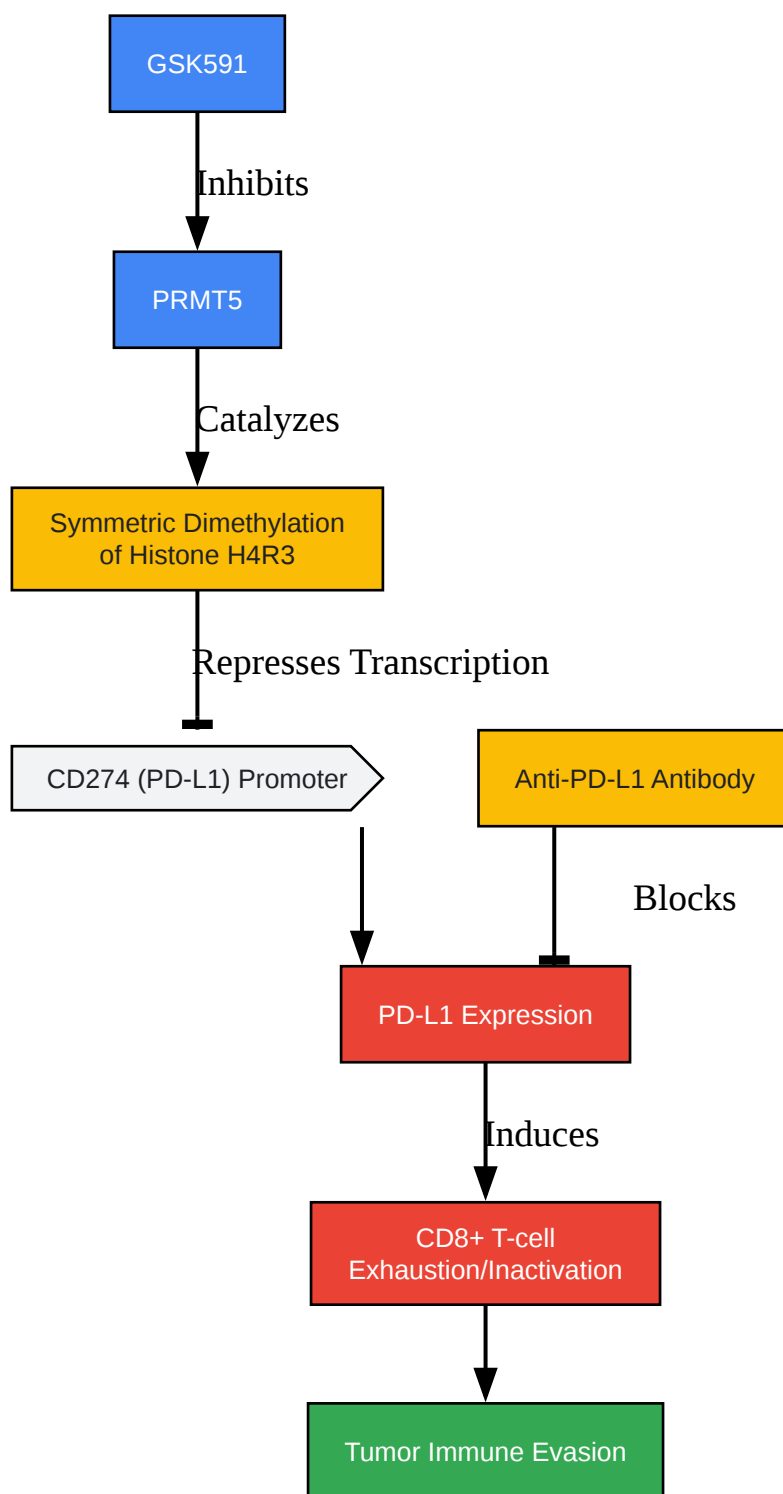 GSK591
Inhibits
PRMT5
Catalyzes
Symmetric Dimethylation
of Histone H4R3
Represses Transcription
CD274 (PD-L1) Promoter
Anti-PD-L1 Antibody
Blocks
PD-L1 Expression
Induces
CD8+ T-cell
Exhaustion/Inactivation
Tumor Immune Evasion